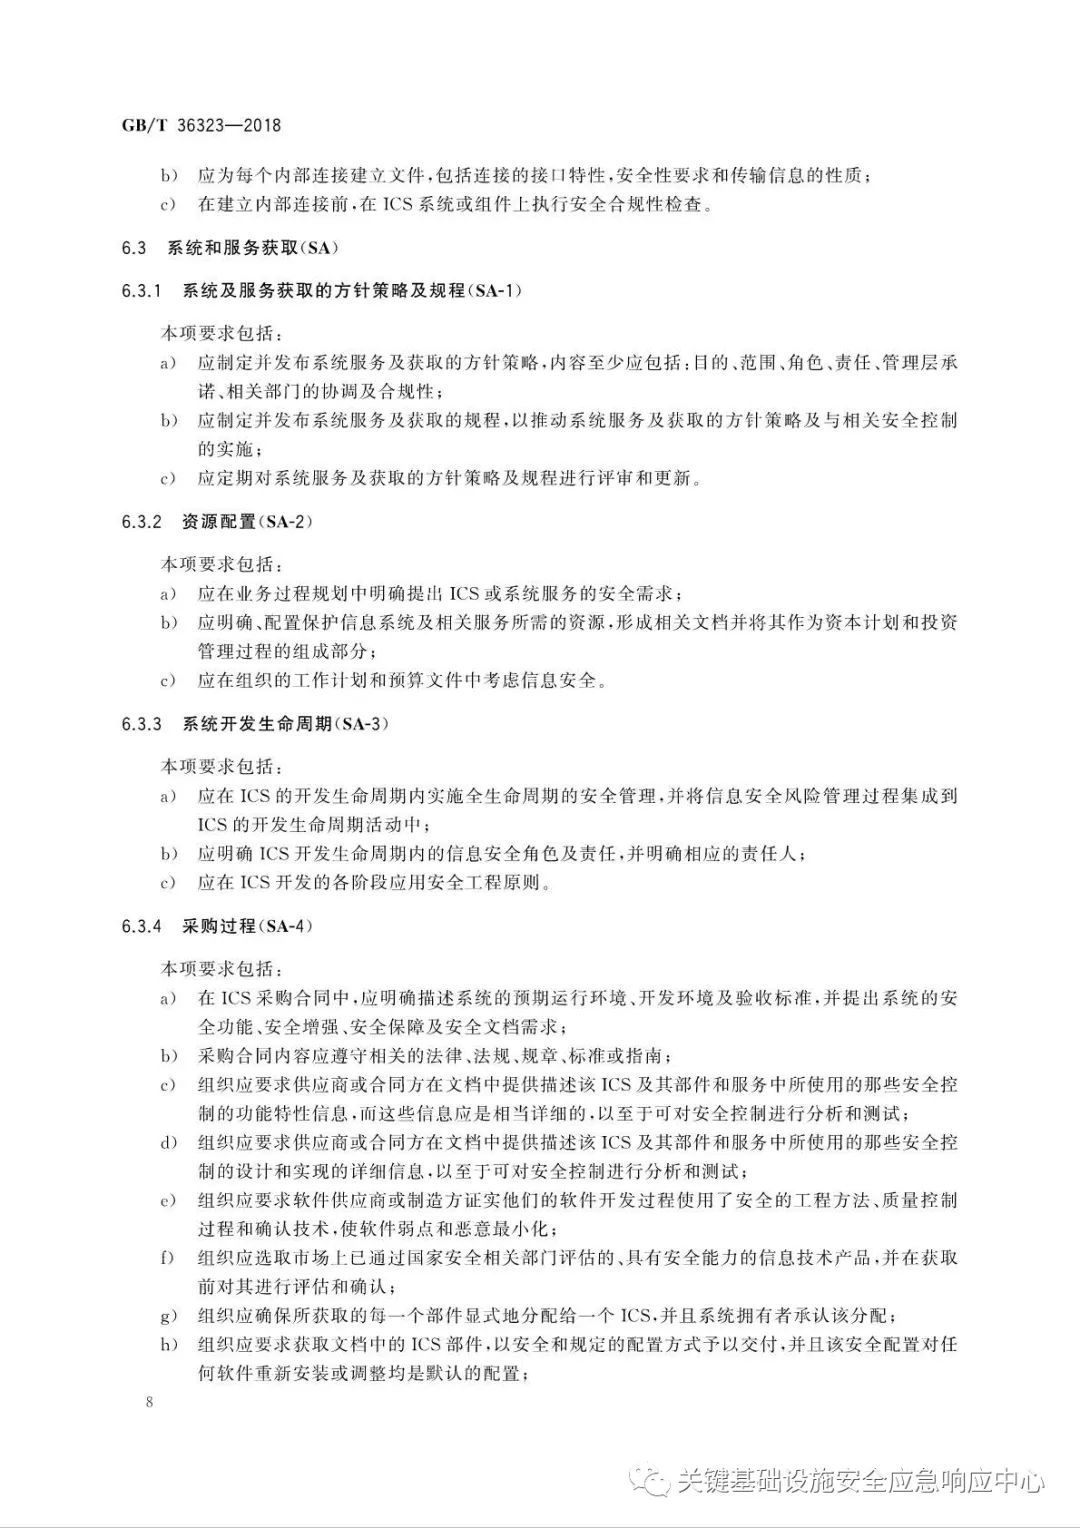 GB/T 36323—2018
b) 应为每个内部连接建立文件,包括连接的接口特性,安全性要求和传输信息的性质;
c) 在建立内部连接前,在 ICS 系统或组件上执行安全合规性检查。
6.3 系统和服务获取(SA)
6.3.1 系统及服务获取的方针策略及规程(SA-1)
本项要求包括:
a) 应制定并发布系统服务及获取的方针策略,内容至少应包括:目的、范围、角色、责任、管理层承
诺、相关部门的协调及合规性;
b) 应制定并发布系统服务及获取的规程,以推动系统服务及获取的方针策略及与相关安全控制
的实施;
c) 应定期对系统服务及获取的方针策略及规程进行评审和更新。
6.3.2 资源配置(SA-2)
本项要求包括:
a) 应在业务过程规划中明确提出 ICS 或系统服务的安全需求;
b) 应明确、配置保护信息系统及相关服务所需的资源,形成相关文档并将其作为资本计划和投资
管理过程的组成部分;
c) 应在组织的工作计划和预算文件中考虑信息安全。
6.3.3 系统开发生命周期(SA-3)
本项要求包括:
a) 应在 ICS 的开发生命周期内实施全生命周期的安全管理,并将信息安全风险管理过程集成到
ICS 的开发生命周期活动中;
b) 应明确 ICS 开发生命周期内的信息安全角色及责任,并明确相应的责任人;
c) 应在 ICS 开发的各阶段应用安全工程原则。
6.3.4 采购过程(SA-4)
本项要求包括:
a) 在 ICS 采购合同中,应明确描述系统的预期运行环境、开发环境及验收标准,并提出系统的安
全功能、安全增强、安全保障及安全文档需求;
b) 采购合同内容应遵守相关的法律、法规、规章、标准或指南;
c) 组织应要求供应商或合同方在文档中提供描述该 ICS 及其部件和服务中所使用的那些安全控
制的功能特性信息,而这些信息应是相当详细的,以至于可对安全控制进行分析和测试;
d) 组织应要求供应商或合同方在文档中提供描述该 ICS 及其部件和服务中所使用的那些安全控
制的设计和实现的详细信息,以至于可对安全控制进行分析和测试;
e) 组织应要求软件供应商或制造方证实他们的软件开发过程使用了安全的工程方法、质量控制
过程和确认技术,使软件弱点和恶意最小化;
f) 组织应选取市场上已通过国家安全相关部门评估的、具有安全能力的信息技术产品,并在获取
前对其进行评估和确认;
g) 组织应确保所获取的每一个部件显式地分配给一个 ICS,并且系统拥有者承认该分配;
h) 组织应要求获取文档中的 ICS 部件,以安全和规定的配置方式予以交付,并且该安全配置对任
何软件重新安装或调整均是默认的配置;
8
关键基础设施安全应急响应中心